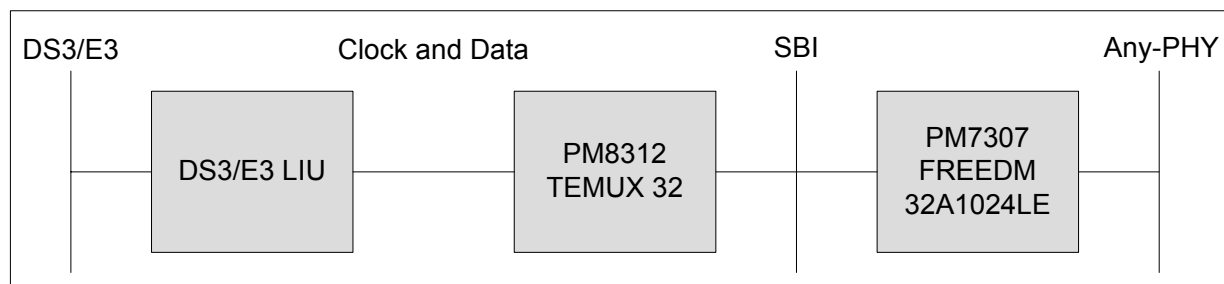 DS3/E3 Clock and Data SBI Any-PHY
DS3/E3 LIU
PM8312
TEMUX 32
PM7307
FREEDM
32A1024LE